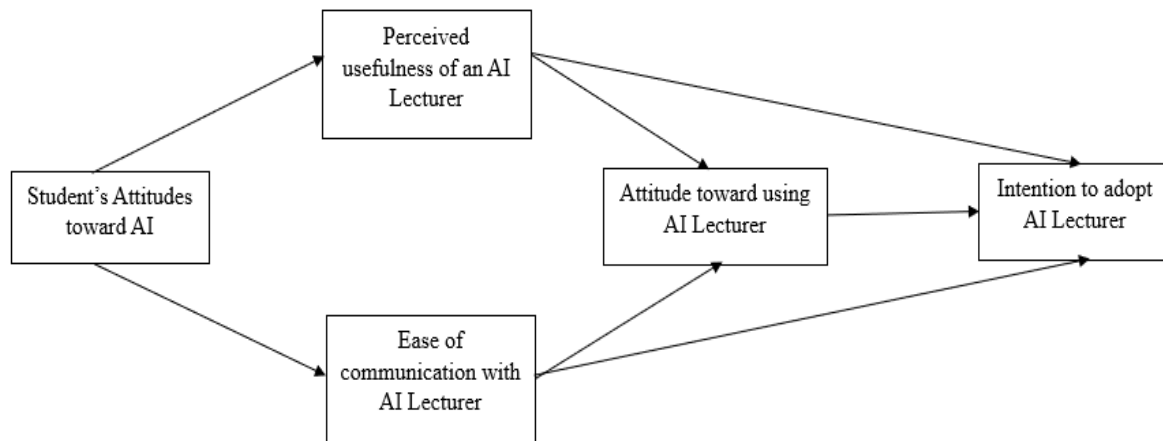 Perceived
usefulness of an AI
Lecturer
Student’s Attitudes
toward AI
Attitude toward using
AI Lecturer
Intention to adopt
AI Lecturer
Ease of
communication with
AI Lecturer